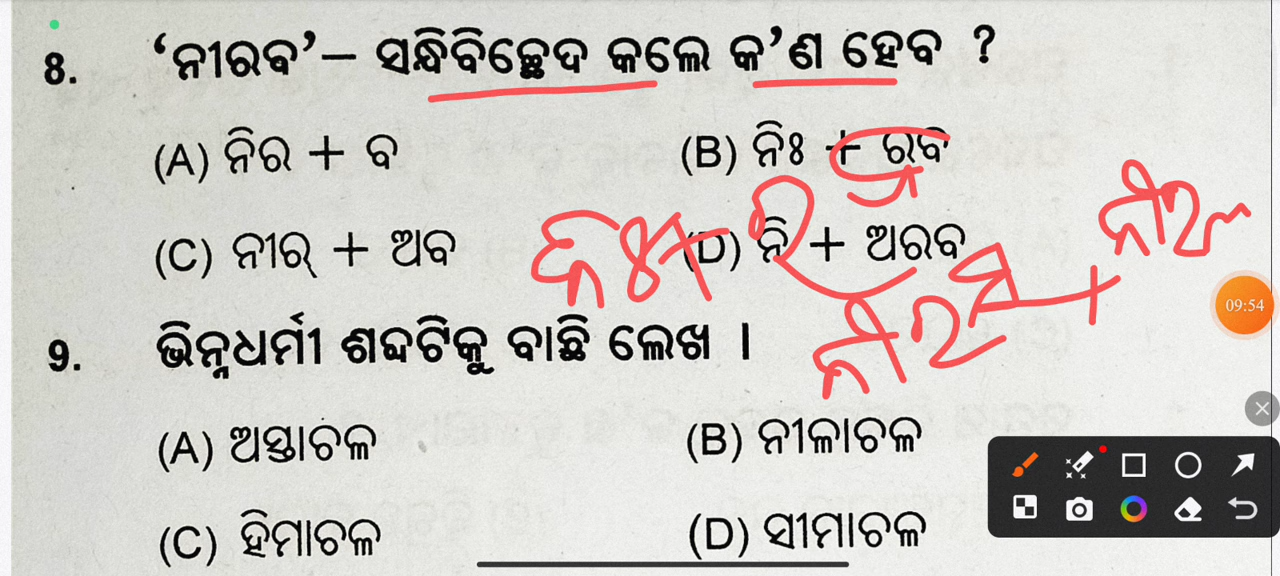 8. ‘ନୀରବ’– ସନ୍ଧିବିଚ୍ଛେଦ କଲେ କ’ଣ ହେବ ?
(A) ନିର + ବ (B) ନିଃ + ରବ
(C) ନୀର୍ + ଅବ (D) ନି + ଅରବ
9. ଭିନ୍ନଧର୍ମୀ ଶବ୍ଦଟିକୁ ବାଛି ଲେଖ ।
(A) ଅସ୍ତାଚଳ (B) ନୀଳାଚଳ
(C) ହିମାଚଳ (D) ସୀମାଚଳ
09:54